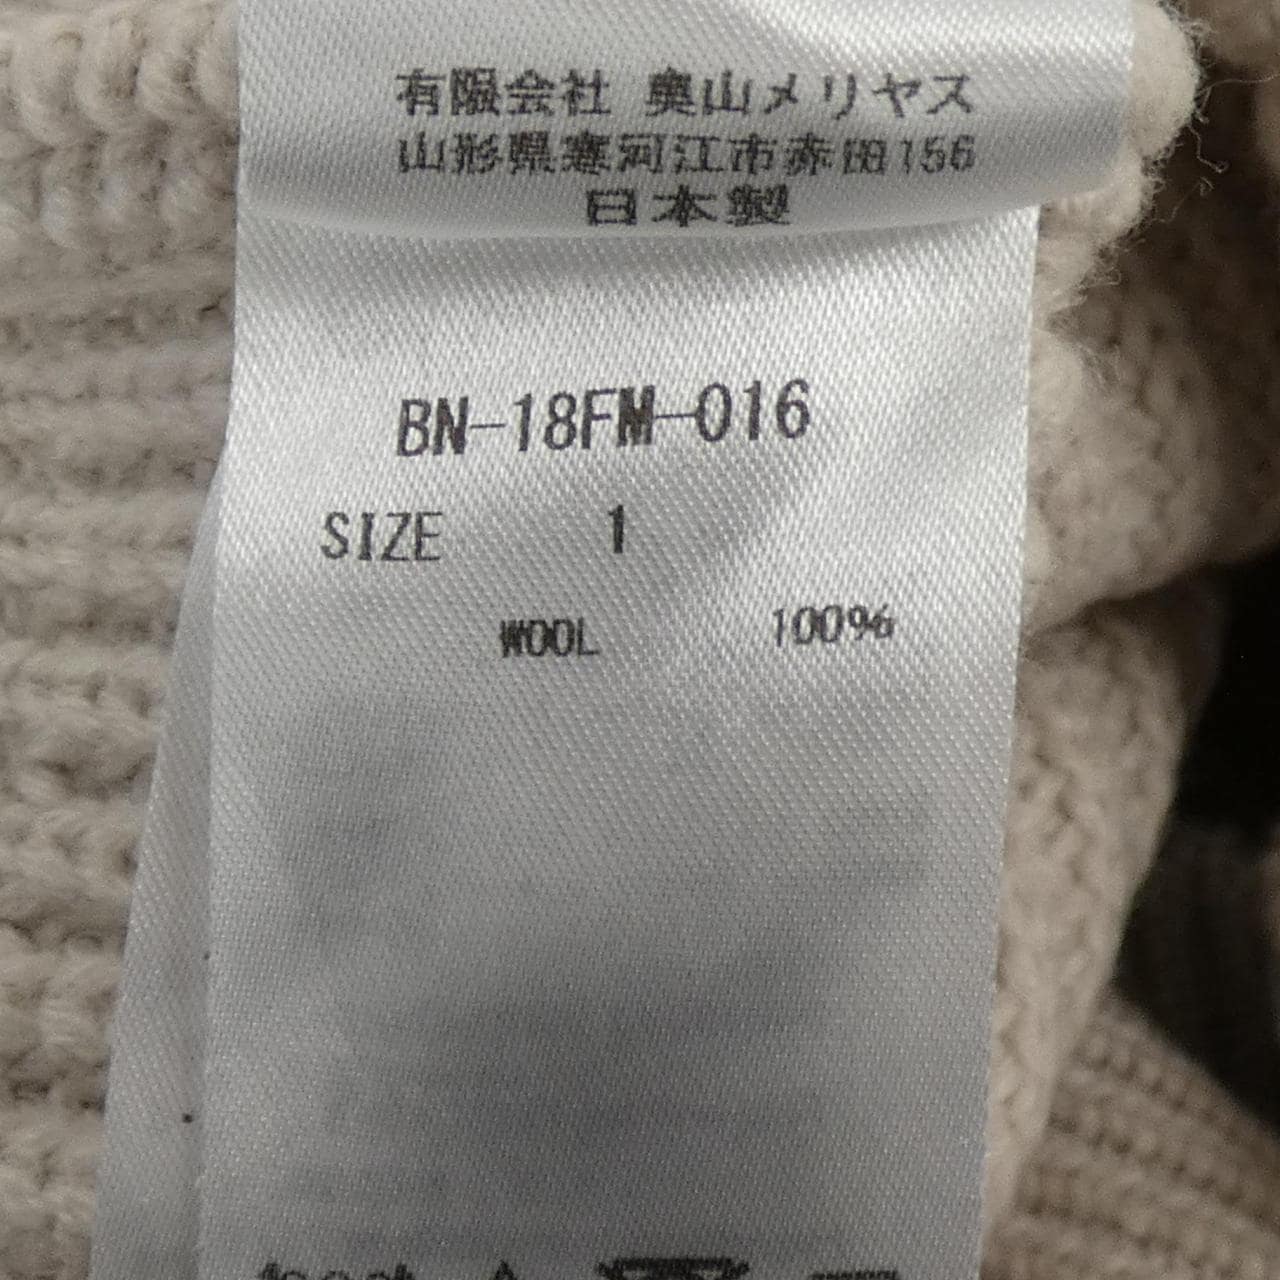 有限会社 奥山メリヤス
山形県寒河江市赤田156
日本製
BN-18FM-016
SIZE 1
WOOL 100%